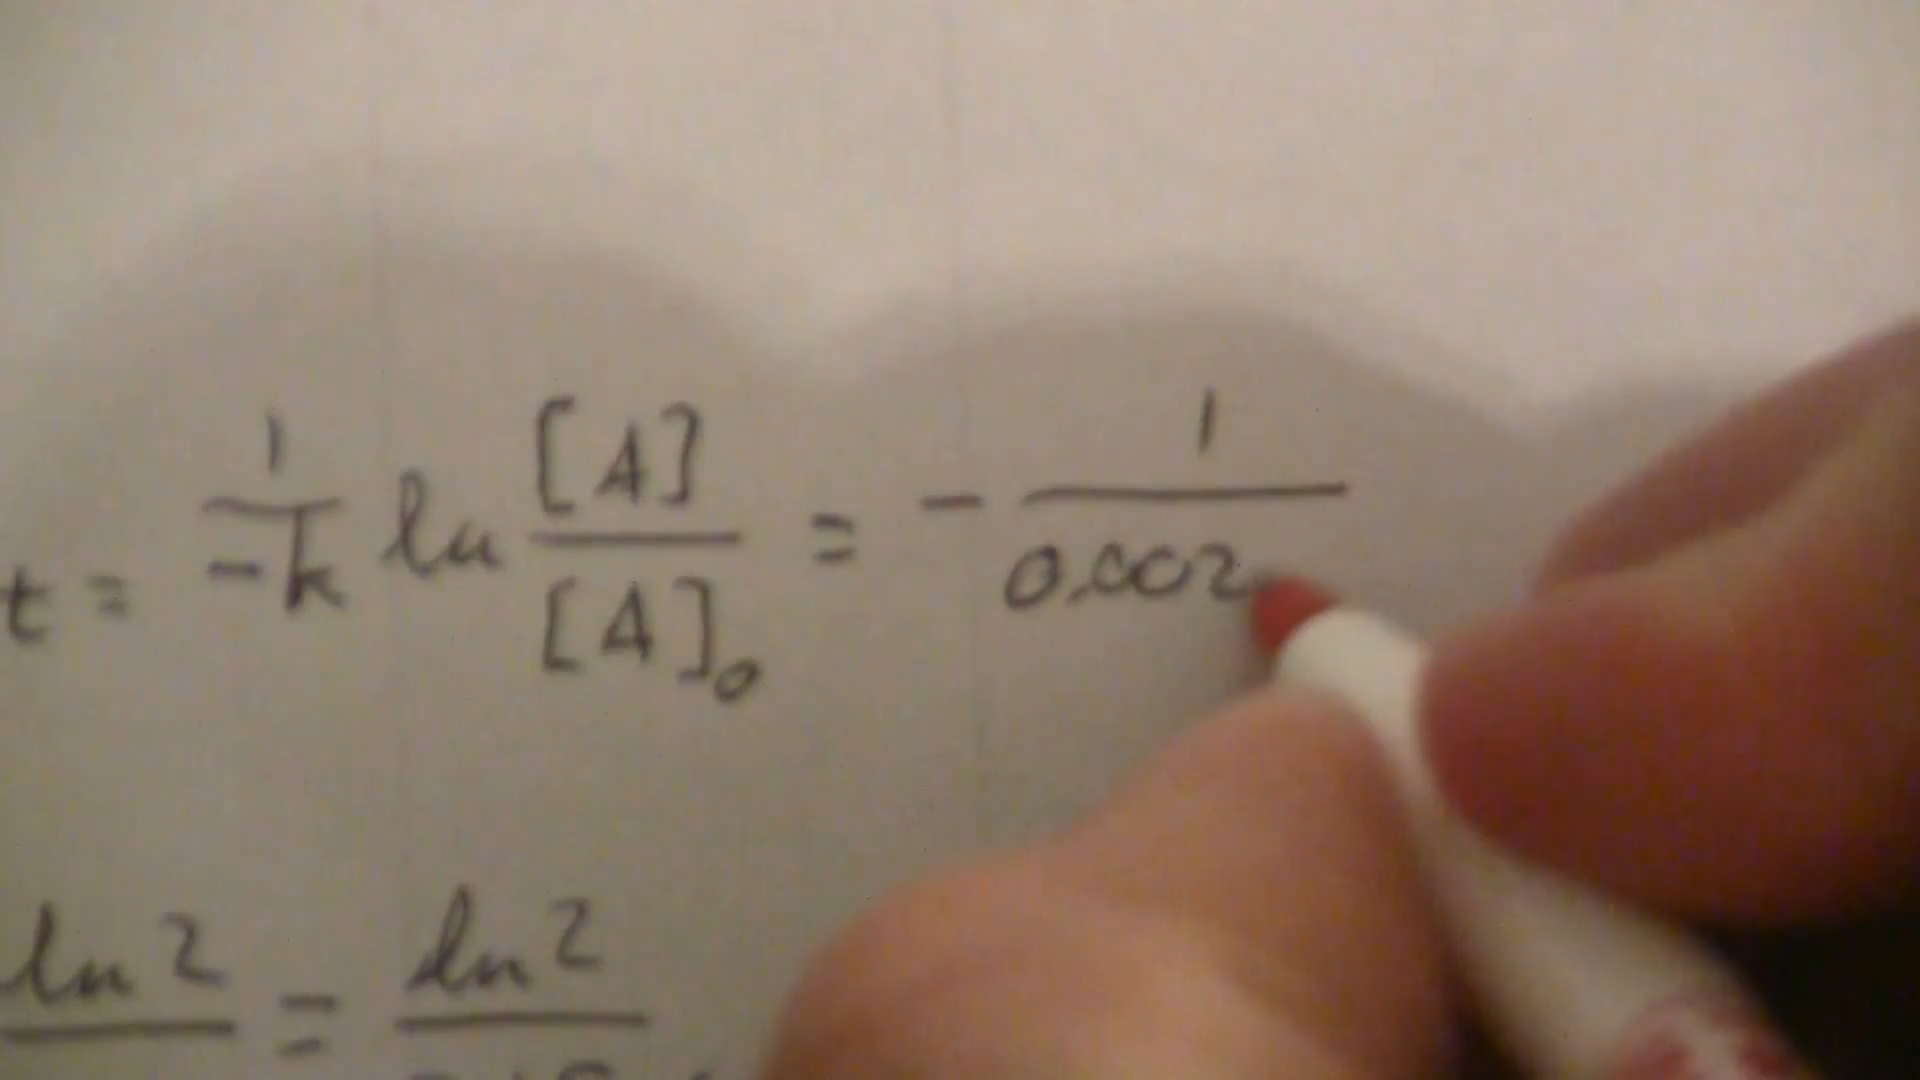 t = 1/-k ln [A]/[A]₀ = - 1/0.002
ln 2 = ln 2